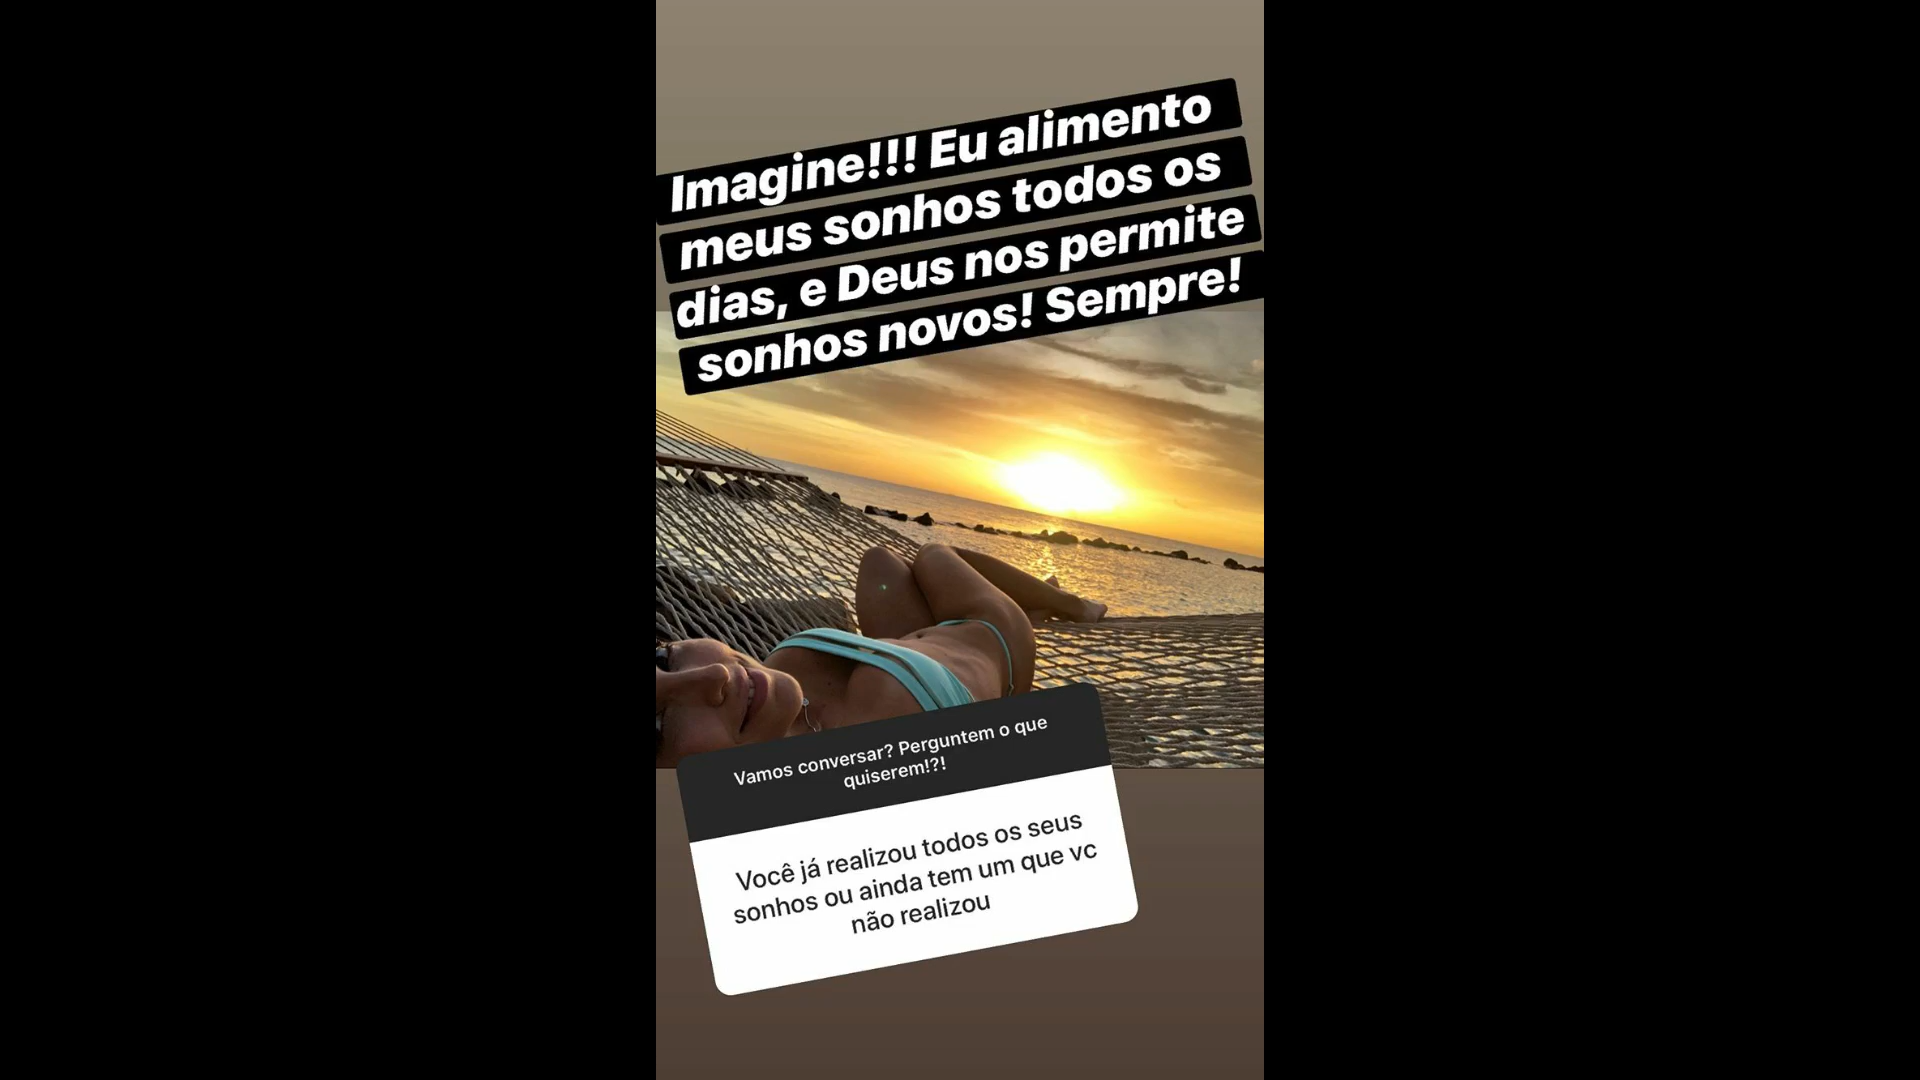 Imagine!!! Eu alimento
meus sonhos todos os
dias, e Deus nos permite
sonhos novos! Sempre!
Vamos conversar? Perguntem o que
quiserem!?!
Você já realizou todos os seus
sonhos ou ainda tem um que vc
não realizou